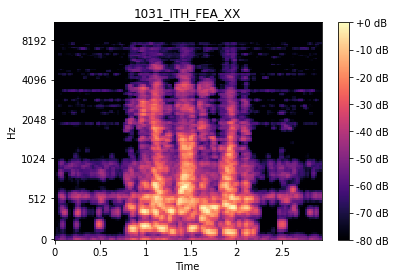 1031_ITH_FEA_XX
Hz
8192
4096
2048
1024
512
0
0
0.5
1
1.5
2
2.5
Time
+0 dB
-10 dB
-20 dB
-30 dB
-40 dB
-50 dB
-60 dB
-70 dB
-80 dB